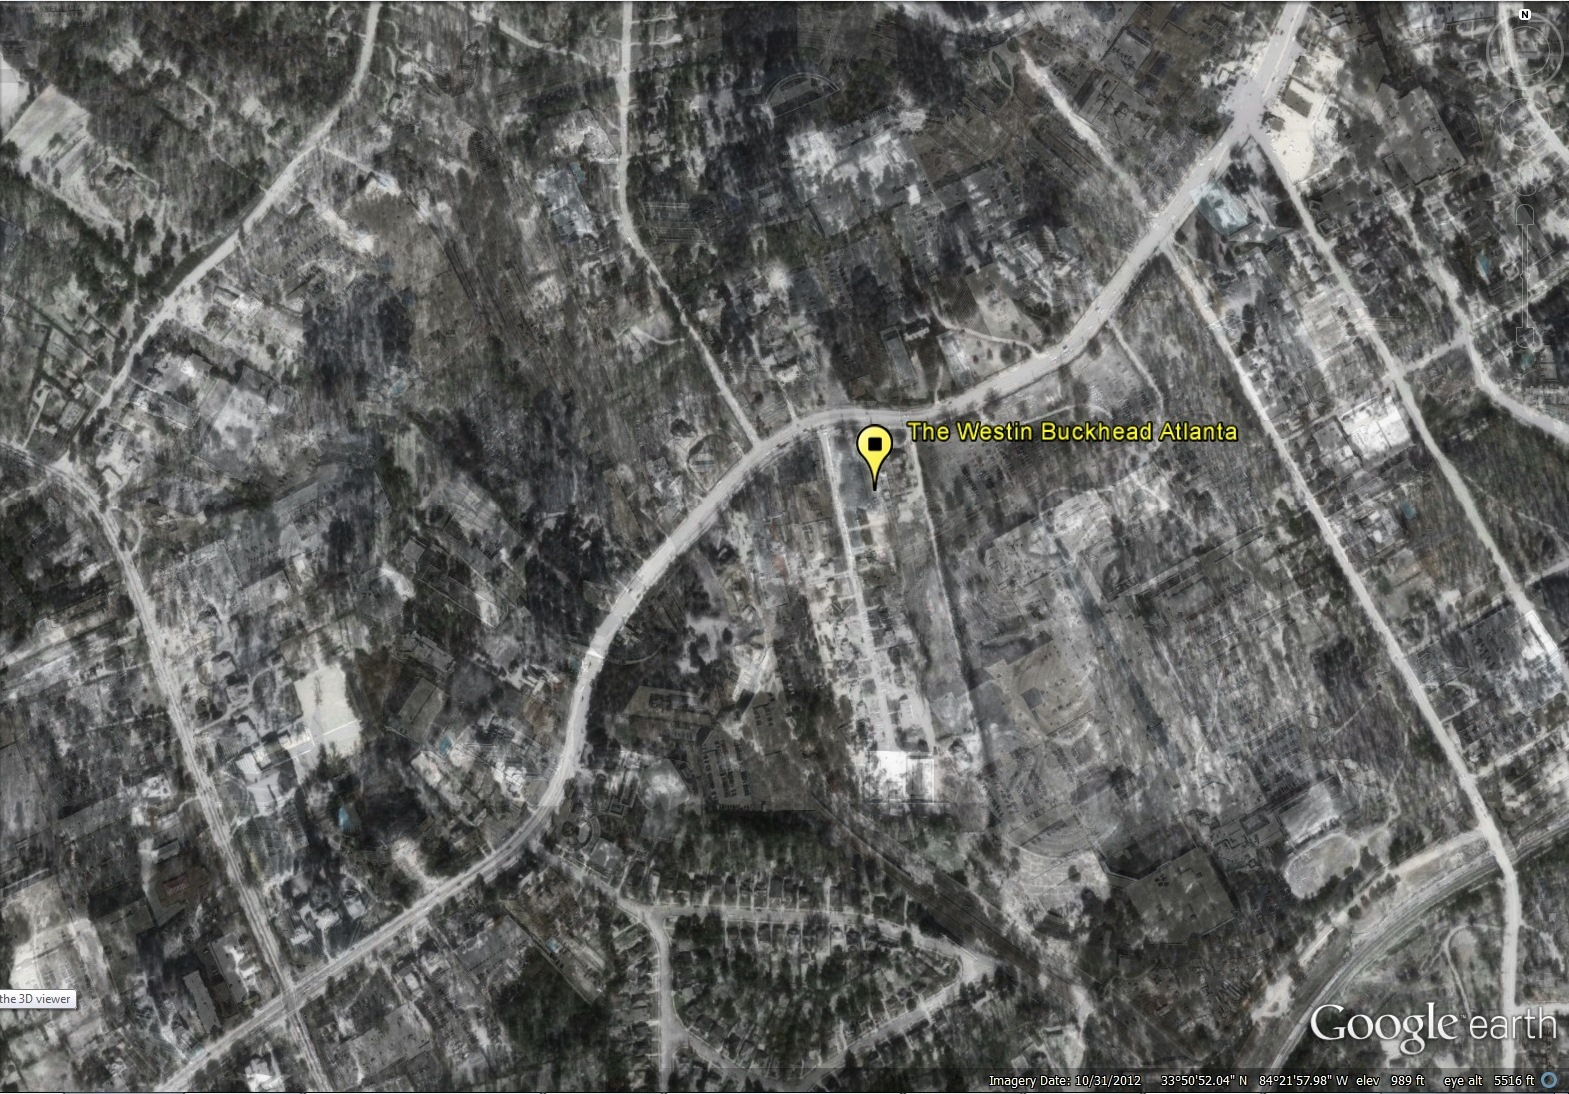 N
The Westin Buckhead Atlanta
the 3D viewer
Google earth
Imagery Date: 10/31/2012 33°50'52.04" N 84°21'57.98" W elev 989 ft eye alt 5516 ft